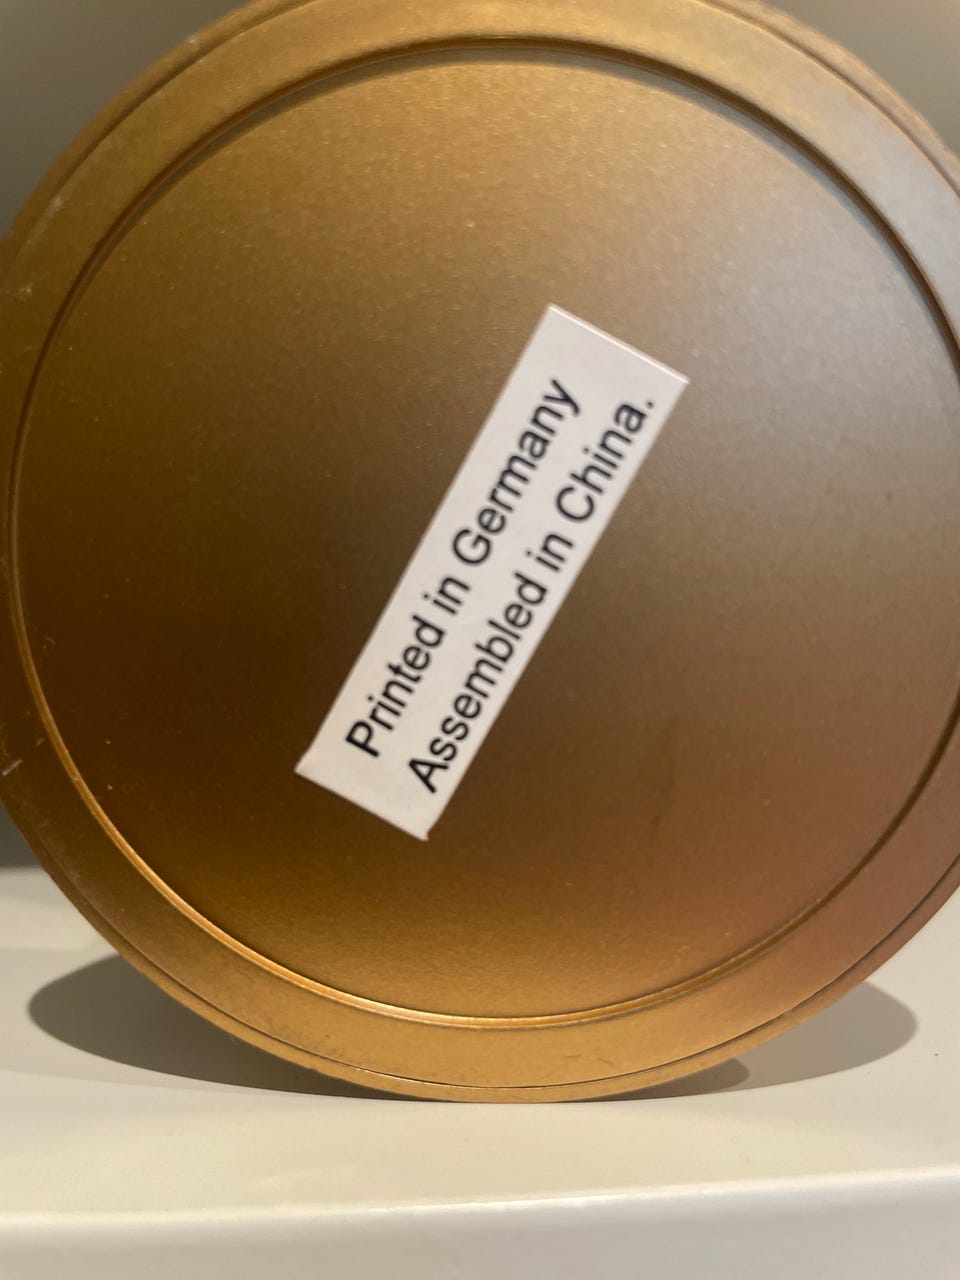 Printed in Germany
Assembled in China.